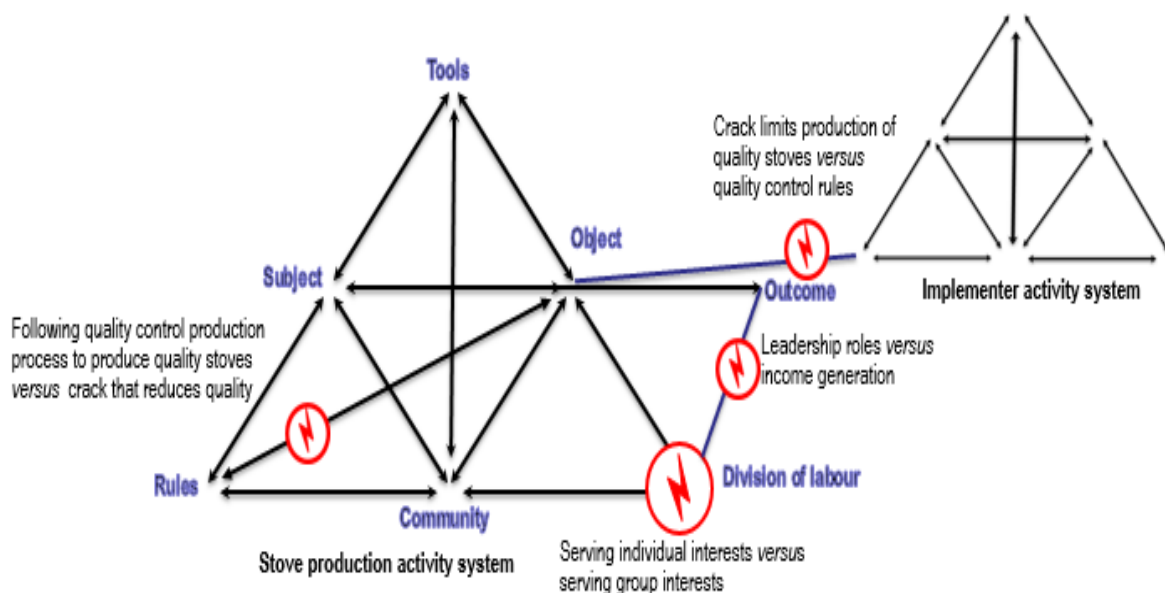 Tools
Crack limits production of
quality stoves versus
quality control rules
Object
Subject
Outcome
Implementer activity system
Following quality control production
process to produce quality stoves
versus crack that reduces quality
Leadership roles versus
income generation
Rules
Community
Division of labour
Stove production activity system
Serving individual interests versus
serving group interests